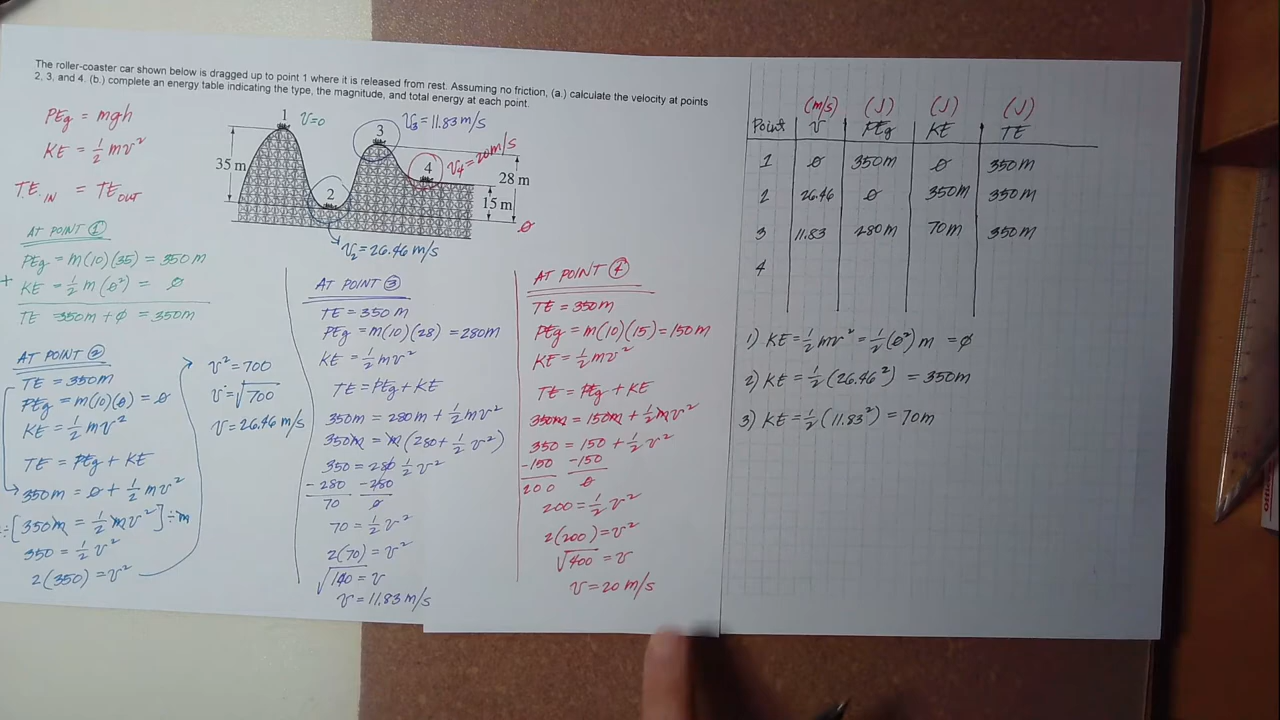 The roller-coaster car shown below is dragged up to point 1 where it is released from rest. Assuming no friction, (a.) calculate the velocity at points
2, 3, and 4. (b.) complete an energy table indicating the type, the magnitude, and total energy at each point.
PEg = mgh
KE = ½ mv²
T.E. IN = TE OUT
1
V=0
35 m
2
V₂ = 26.46 m/s
3
V₃ = 11.83 m/s
4
V₄ = 20 m/s
28 m
15 m
∅
AT POINT ①
PEg = m(10)(35) = 350 m
+ KE = ½ m (∅²) = ∅
TE = 350m + ∅ = 350m
AT POINT ②
TE = 350m
PEg = m(10)(∅) = ∅
KE = ½ mv²
TE = PEg + KE
350m = ∅ + ½ mv²
÷[350m = ½ mv²] ÷m
350 = ½ v²
2(350) = v²
v² = 700
v = √700
v = 26.46 m/s
AT POINT ③
TE = 350 m
PEg = m(10)(28) = 280m
KE = ½ mv²
TE = PEg + KE
350m = 280m + ½ mv²
350m = m(280 + ½ v²)
350 = 280 ½ v²
- 280 -280
70 ∅
70 = ½ v²
2(70) = v²
√140 = v
v = 11.83 m/s
AT POINT ④
TE = 350m
PEg = m(10)(15) = 150m
KE = ½ mv²
TE = PEg + KE
350m = 150m + ½ mv²
350 = 150 + ½ v²
-150 -150
200 ∅
200 = ½ v²
2(200) = v²
√400 = v
v = 20 m/s
(m/s) (J) (J) (J)
Point v PEg KE TE
1 ∅ 350m ∅ 350m
2 26.46 ∅ 350m 350m
3 11.83 280m 70m 350m
4
1) KE = ½ mv² = ½ (∅²) m = ∅
2) KE = ½ (26.46²) = 350m
3) KE = ½ (11.83²) = 70m